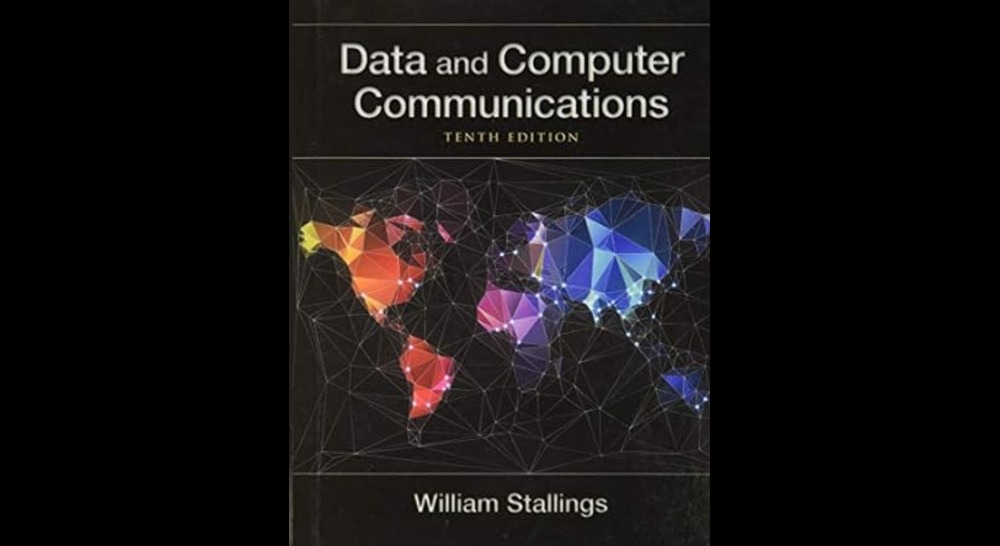 Data and Computer
Communications
TENTH EDITION
William Stallings